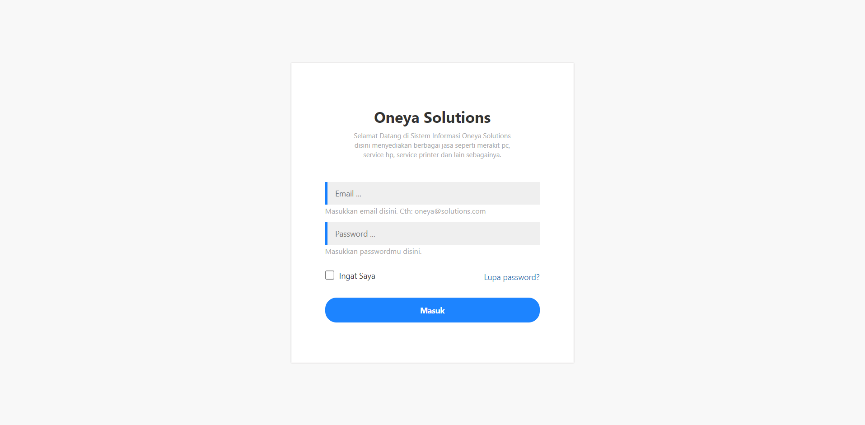 Oneya Solutions
Selamat Datang di Sistem Informasi Oneya Solutions
disini menyediakan berbagai jasa seperti merakit pc,
service hp, service printer dan lain sebagainya.
Email ...
Masukkan email disini. Cth: oneya@solutions.com
Password ...
Masukkan passwordmu disini.
Ingat Saya
Lupa password?
Masuk